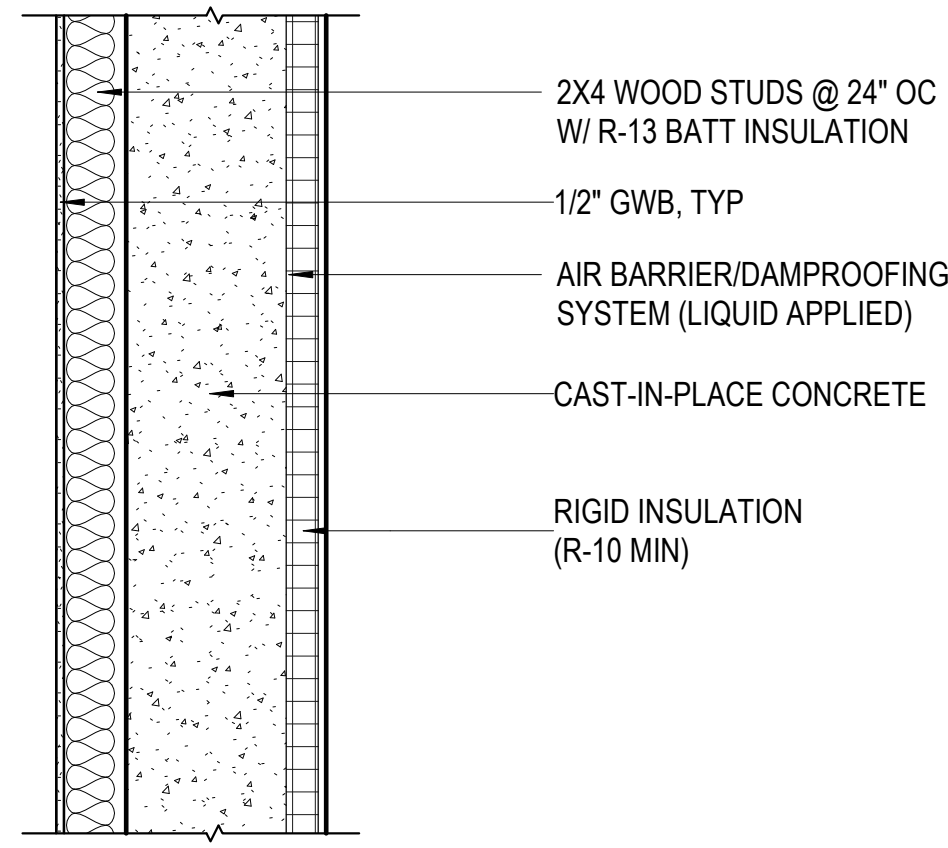 2X4 WOOD STUDS @ 24" OC
W/ R-13 BATT INSULATION
1/2" GWB, TYP
AIR BARRIER/DAMPROOFING
SYSTEM (LIQUID APPLIED)
CAST-IN-PLACE CONCRETE
RIGID INSULATION
(R-10 MIN)